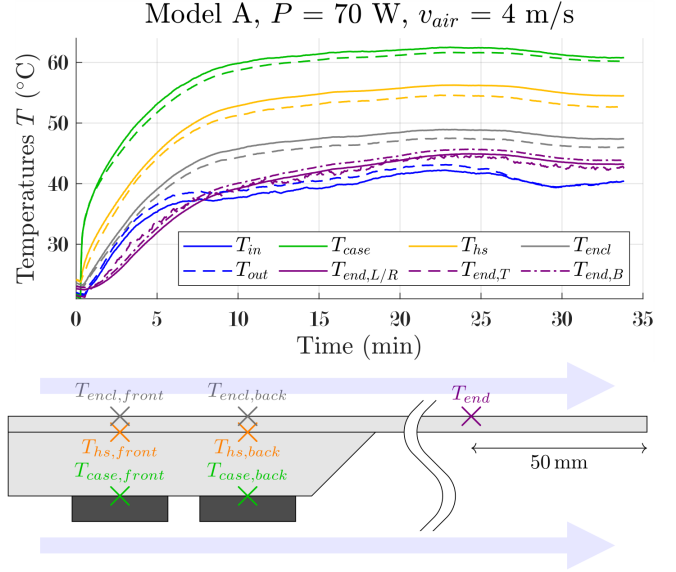 Model A, P = 70 W, v_air = 4 m/s
Temperatures T (°C)
60
50
40
30
T_in T_case T_hs T_encl
T_out T_end,L/R T_end,T T_end,B
0 5 10 15 20 25 30 35
Time (min)
T_encl,front T_encl,back T_end
T_hs,front T_hs,back
50 mm
T_case,front T_case,back